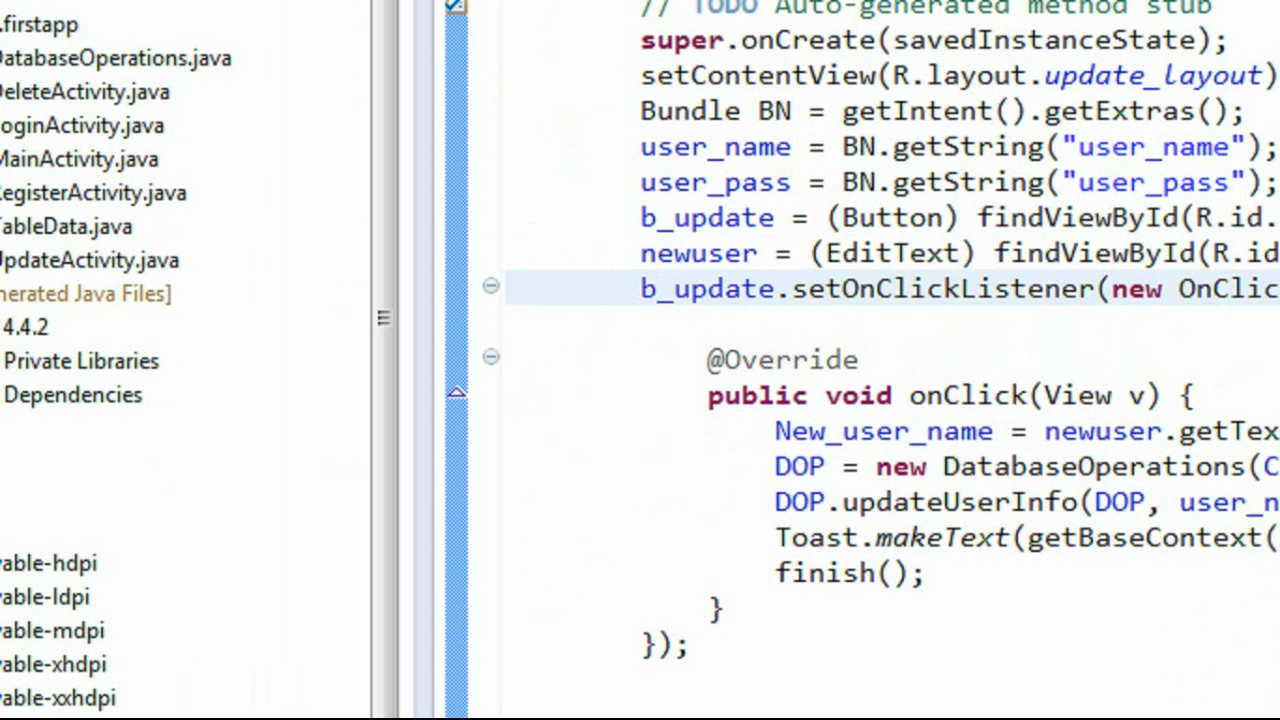 .firstapp
DatabaseOperations.java
DeleteActivity.java
oginActivity.java
MainActivity.java
RegisterActivity.java
TableData.java
UpdateActivity.java
nerated Java Files]
4.4.2
Private Libraries
Dependencies
able-hdpi
able-ldpi
able-mdpi
able-xhdpi
able-xxhdpi
// TODO Auto-generated method stub
super.onCreate(savedInstanceState);
setContentView(R.layout.update_layout)
Bundle BN = getIntent().getExtras();
user_name = BN.getString("user_name");
user_pass = BN.getString("user_pass");
b_update = (Button) findViewById(R.id.
newuser = (EditText) findViewById(R.id
b_update.setOnClickListener(new OnClic
@Override
public void onClick(View v) {
New_user_name = newuser.getTex
DOP = new DatabaseOperations(C
DOP.updateUserInfo(DOP, user_n
Toast.makeText(getBaseContext(
finish();
}
});